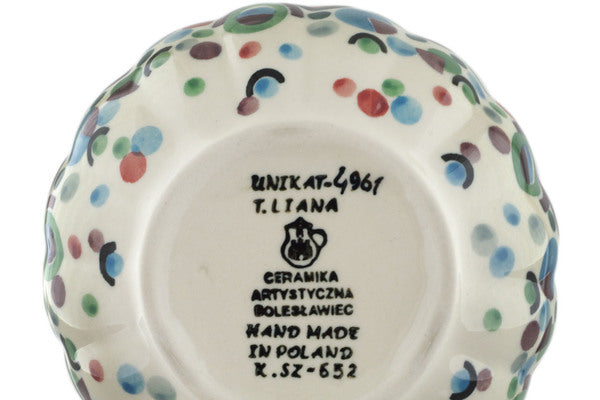 UNIKAT-4961
T.LIANA
CERAMIKA
ARTYSTYCZNA
BOLESŁAWIEC
HAND MADE
IN POLAND
K.SZ-652